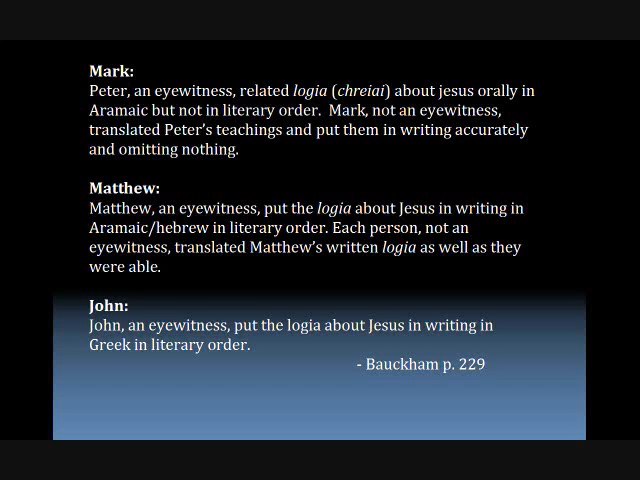 Mark:
Peter, an eyewitness, related logia (chreiai) about jesus orally in
Aramaic but not in literary order.  Mark, not an eyewitness,
translated Peter's teachings and put them in writing accurately
and omitting nothing.
Matthew:
Matthew, an eyewitness, put the logia about Jesus in writing in
Aramaic/hebrew in literary order. Each person, not an
eyewitness, translated Matthew's written logia as well as they
were able.
John:
John, an eyewitness, put the logia about Jesus in writing in
Greek in literary order.
- Bauckham p. 229